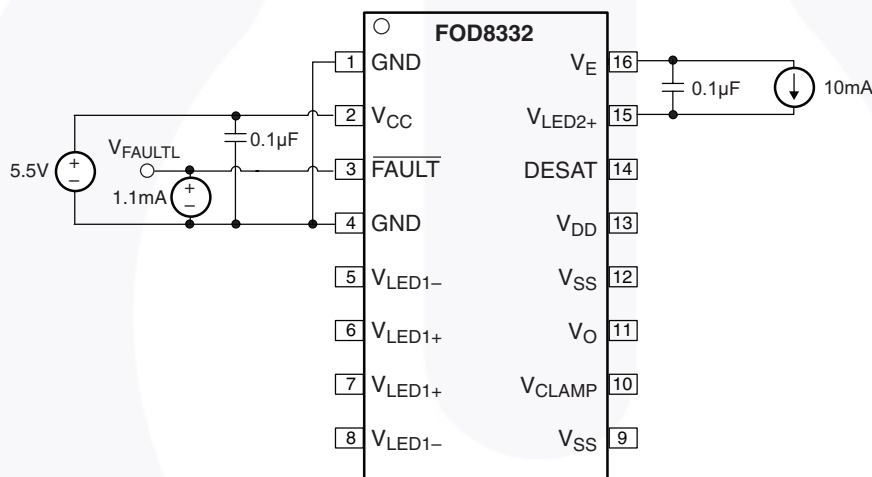 FOD8332
1 GND VE 16
0.1µF 10mA
2 VCC VLED2+ 15
0.1µF
VFAULTL
5.5V + −
3 FAULT DESAT 14
1.1mA + −
4 GND VDD 13
5 VLED1– VSS 12
6 VLED1+ VO 11
7 VLED1+ VCLAMP 10
8 VLED1– VSS 9